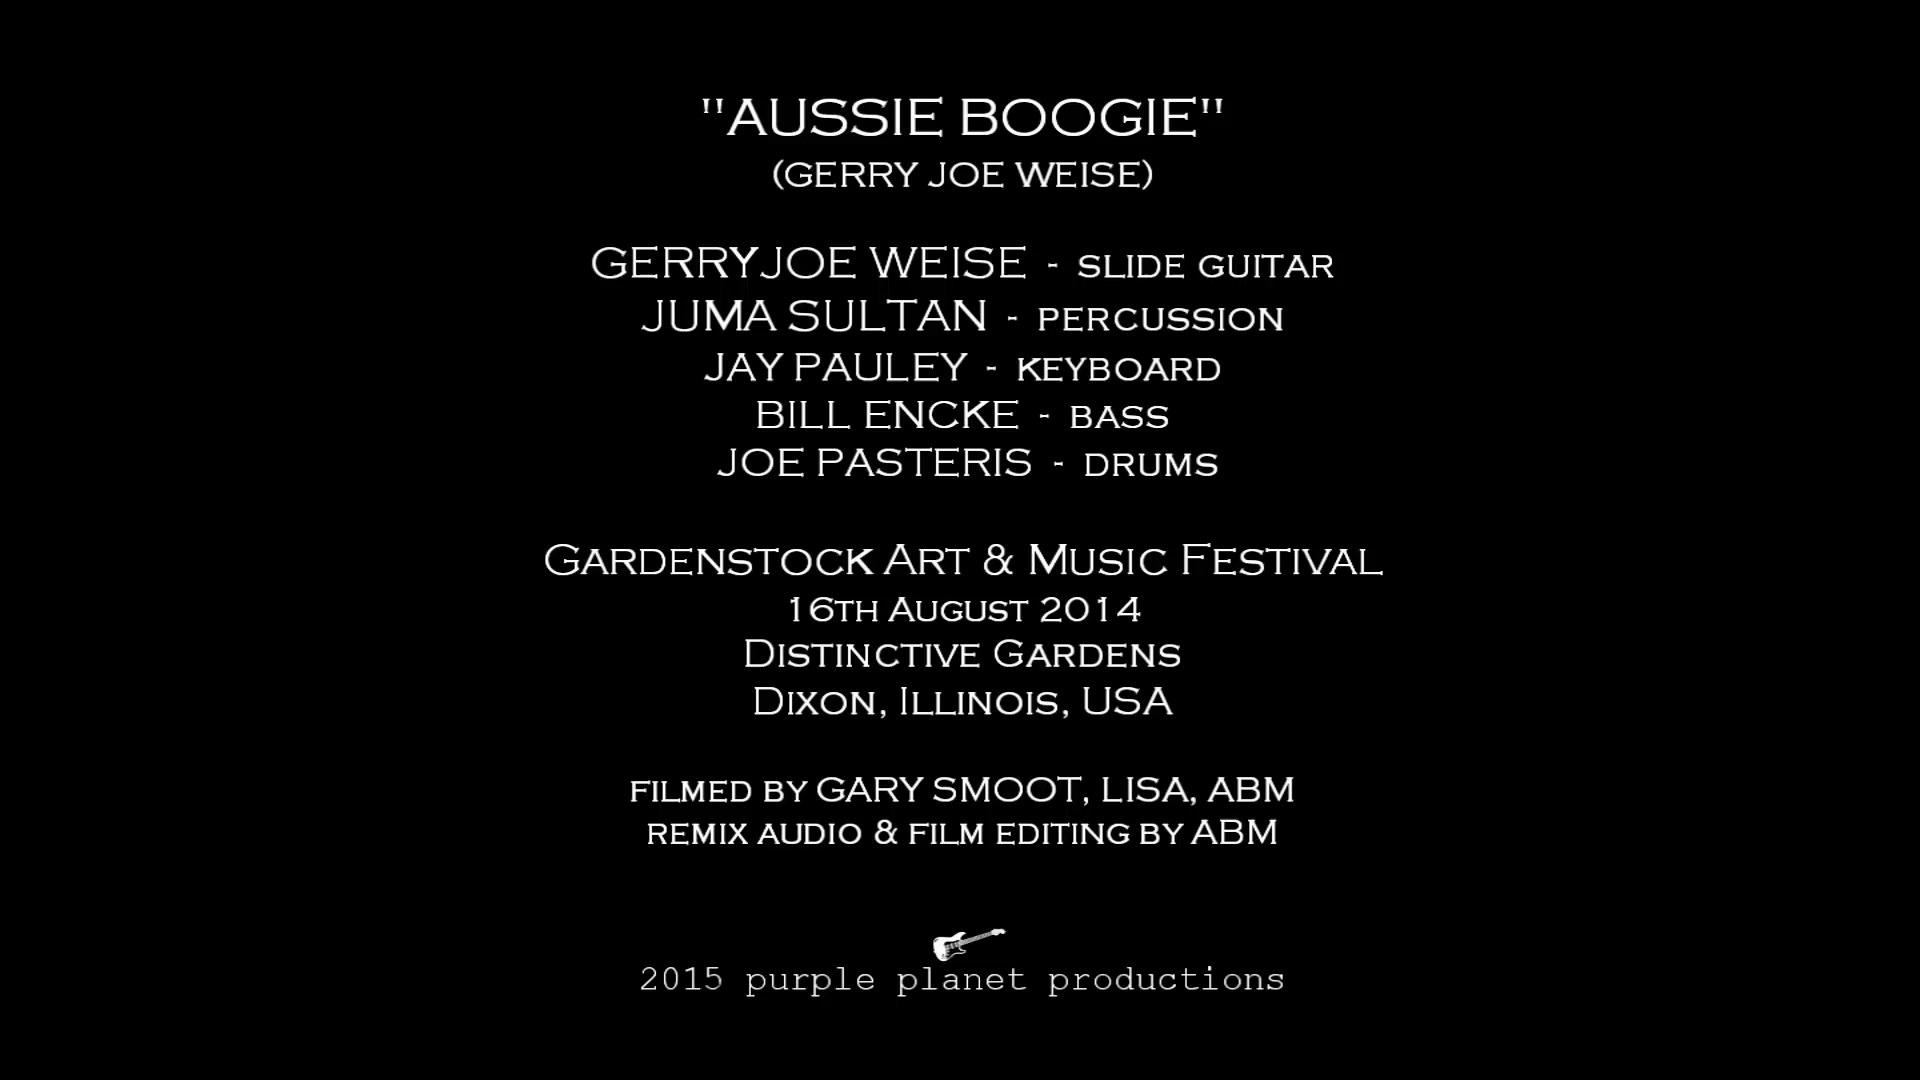 "AUSSIE BOOGIE"
(GERRY JOE WEISE)
GERRYJOE WEISE - SLIDE GUITAR
JUMA SULTAN - PERCUSSION
JAY PAULEY - KEYBOARD
BILL ENCKE - BASS
JOE PASTERIS - DRUMS
GARDENSTOCK ART & MUSIC FESTIVAL
16TH AUGUST 2014
DISTINCTIVE GARDENS
DIXON, ILLINOIS, USA
FILMED BY GARY SMOOT, LISA, ABM
REMIX AUDIO & FILM EDITING BY ABM
2015 purple planet productions